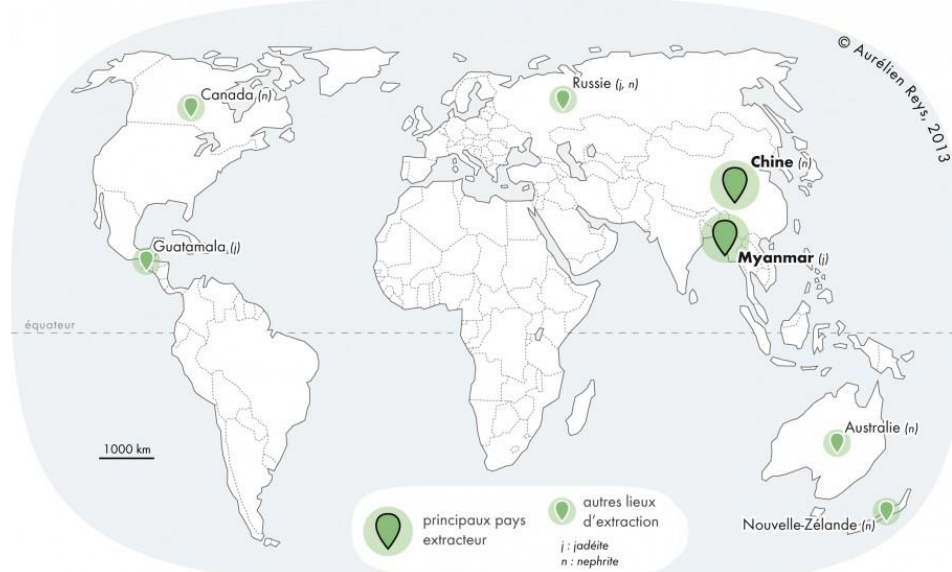 © Aurélien Reys, 2013
Canada (n)
Russie (j, n)
Chine (n)
Guatamala (j)
Myanmar (j)
équateur
1000 km
Australie (n)
Nouvelle-Zélande (n)
principaux pays
extracteur
autres lieux
d'extraction
j : jadéite
n : nephrite